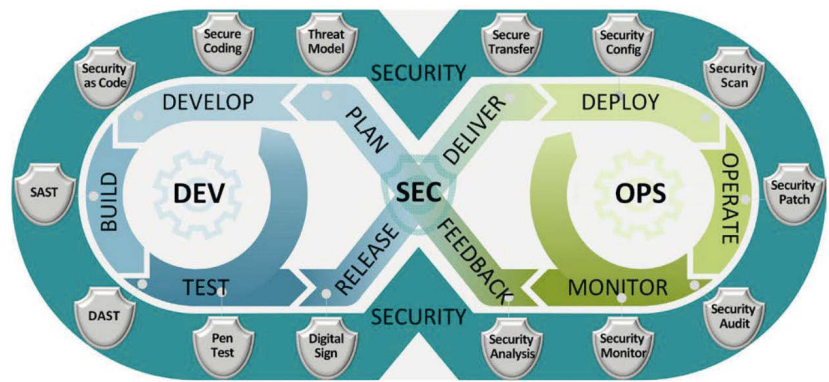 Secure
Coding
Threat
Model
Secure
Transfer
Security
Config
Security
as Code
SECURITY
Security
Scan
DEVELOP
PLAN
DELIVER
DEPLOY
SAST
BUILD
DEV
SEC
OPS
OPERATE
Security
Patch
TEST
RELEASE
FEEDBACK
MONITOR
DAST
SECURITY
Security
Audit
Pen
Test
Digital
Sign
Security
Analysis
Security
Monitor